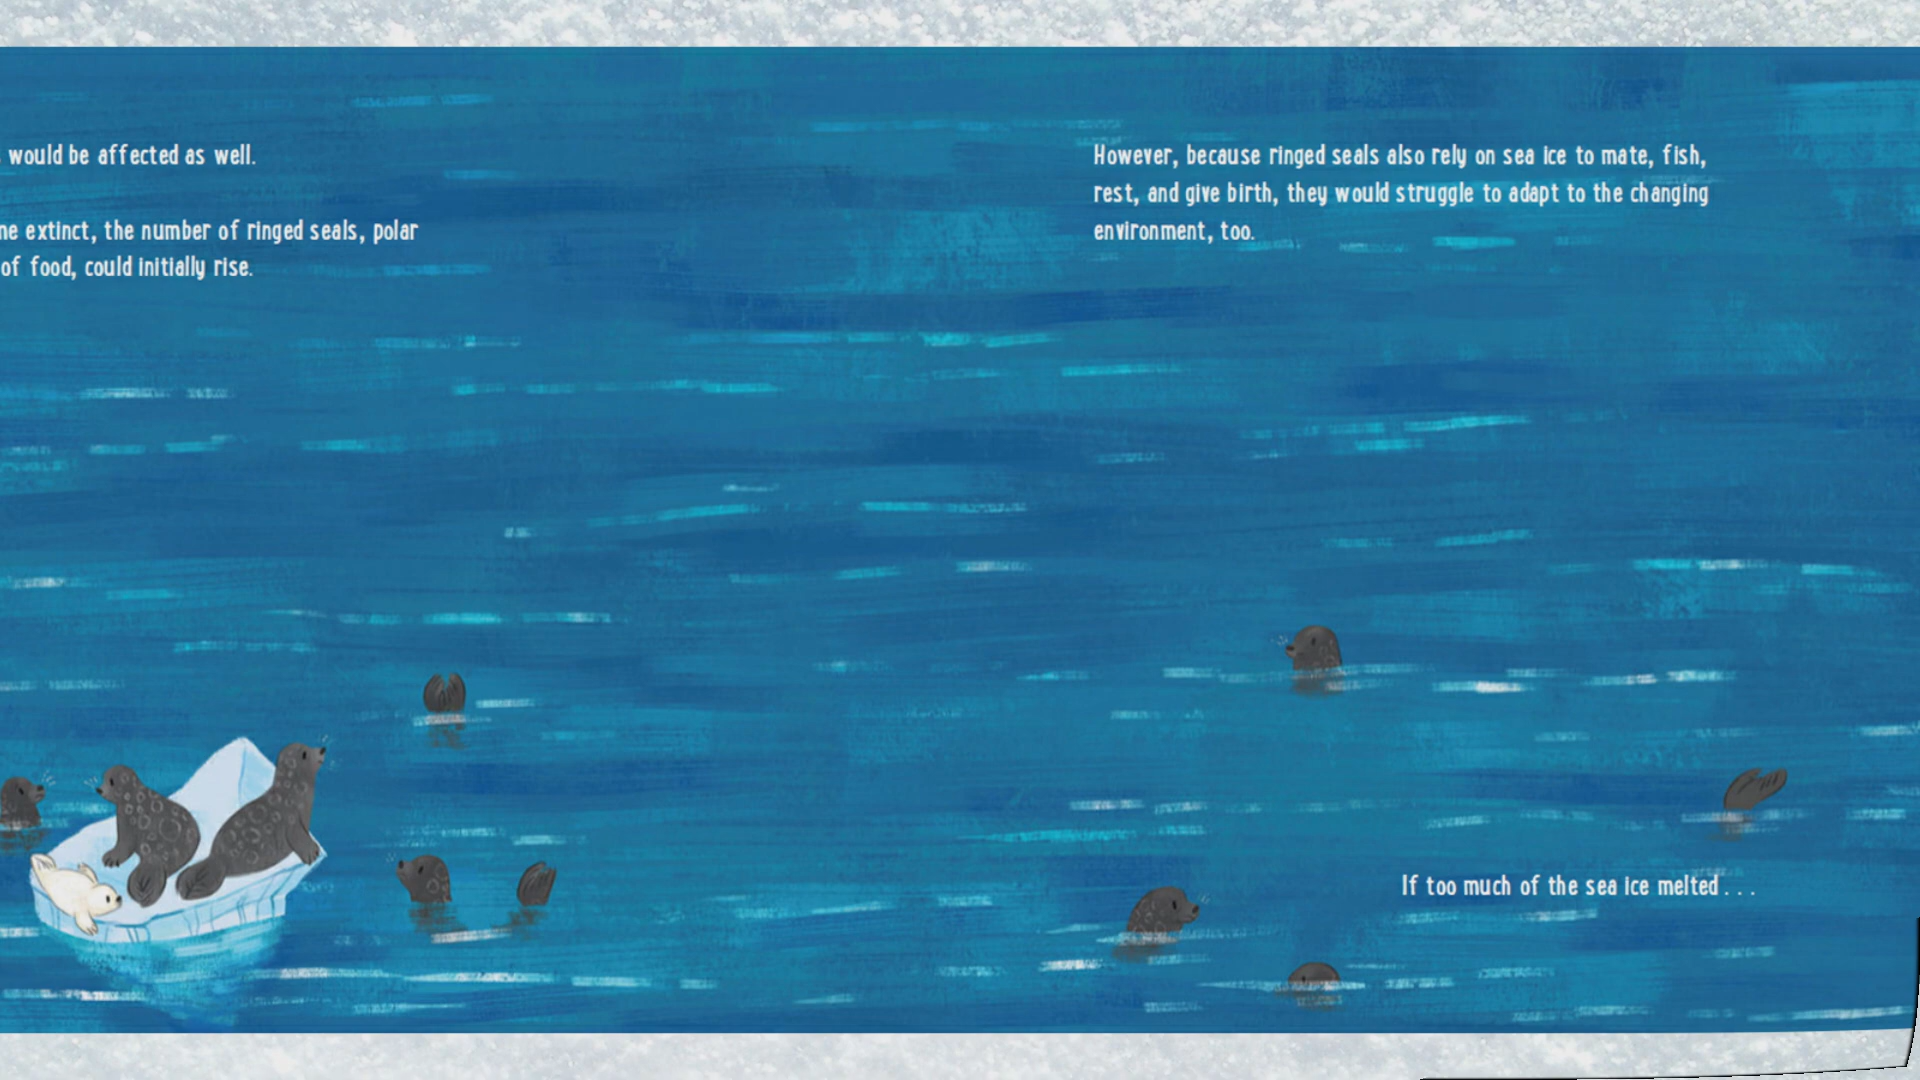 would be affected as well.
extinct, the number of ringed seals, polar
of food, could initially rise.
However, because ringed seals also rely on sea ice to mate, fish,
rest, and give birth, they would struggle to adapt to the changing
environment, too.
If too much of the sea ice melted . . .